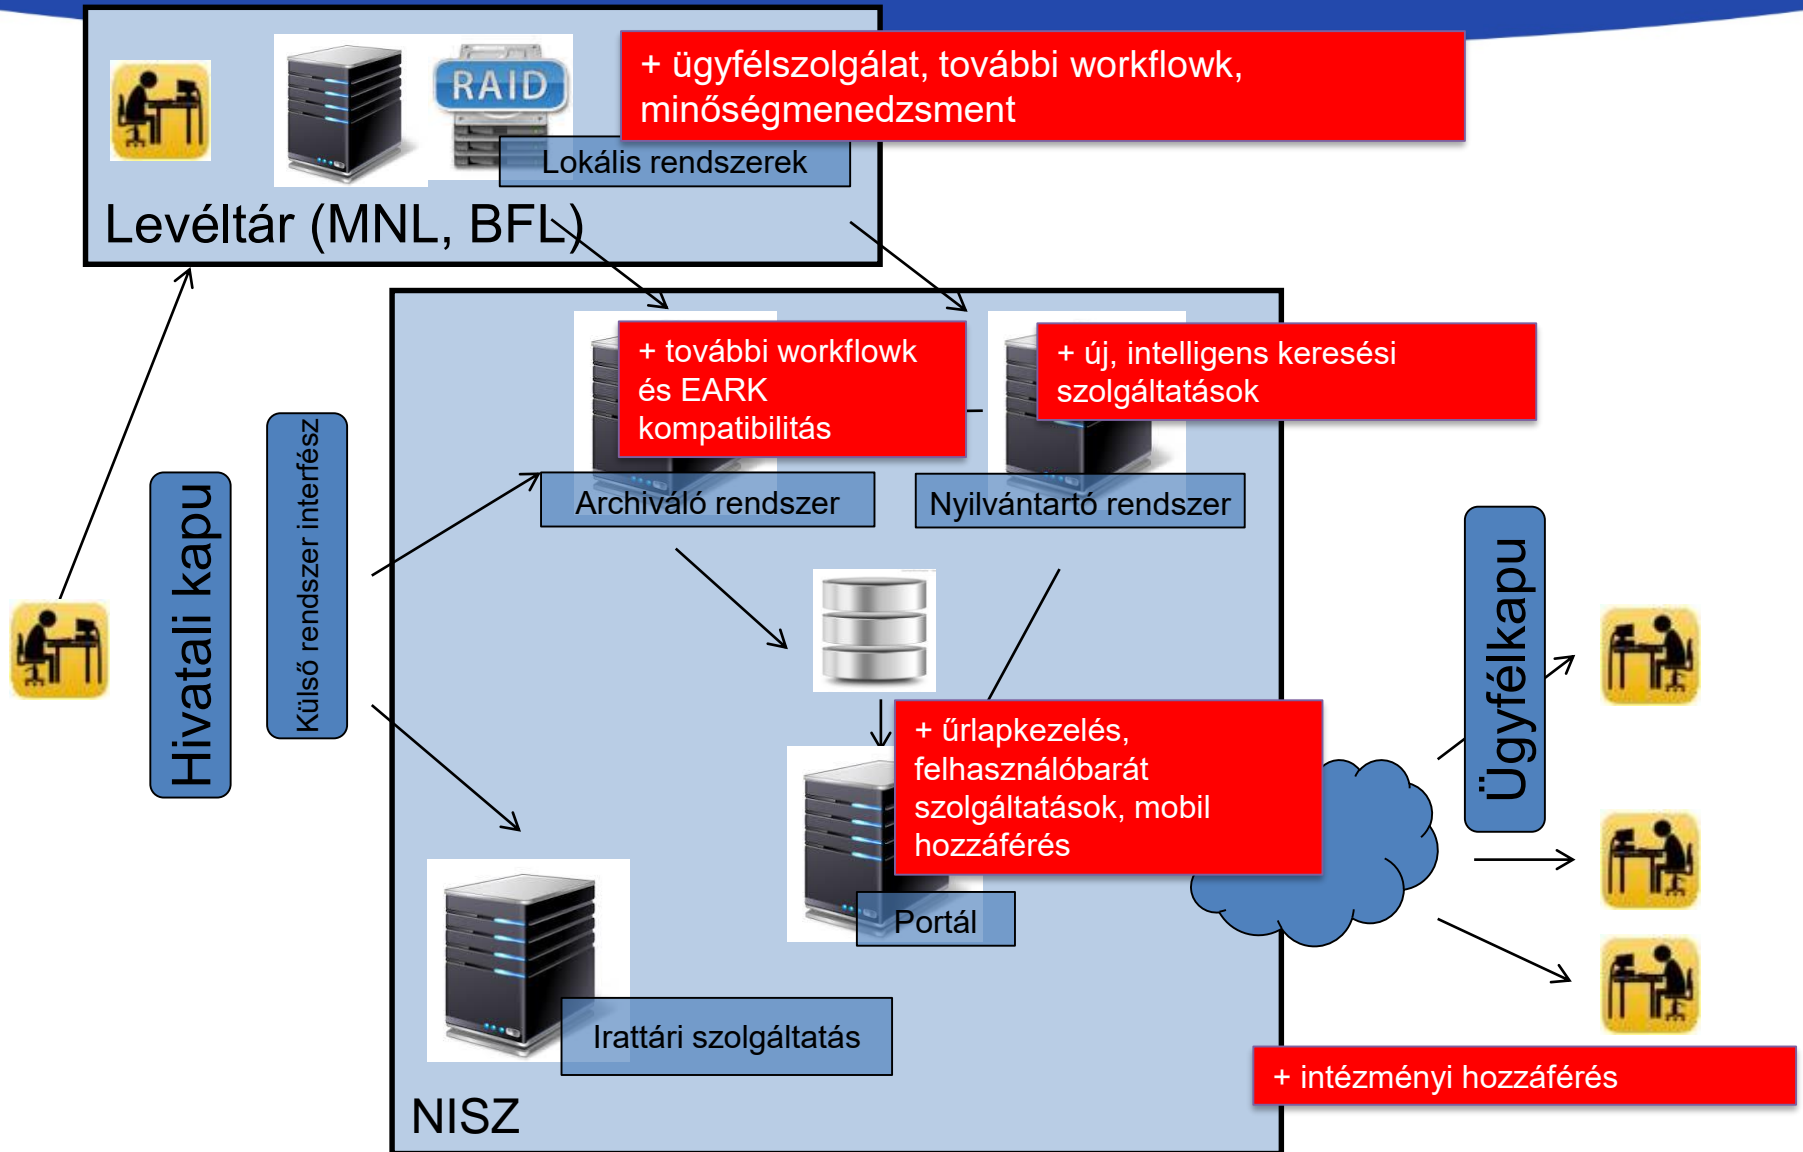 RAID
+ ügyfélszolgálat, további workflowk,
minőségmenedzsment
Lokális rendszerek
Levéltár (MNL, BFL)
+ további workflowk
és EARK
kompatibilitás
+ új, intelligens keresési
szolgáltatások
Archiváló rendszer
Nyilvántartó rendszer
Hivatali kapu
Külső rendszer interfész
Ügyfélkapu
+ űrlapkezelés,
felhasználóbarát
szolgáltatások, mobil
hozzáférés
Portál
Irattári szolgáltatás
+ intézményi hozzáférés
NISZ